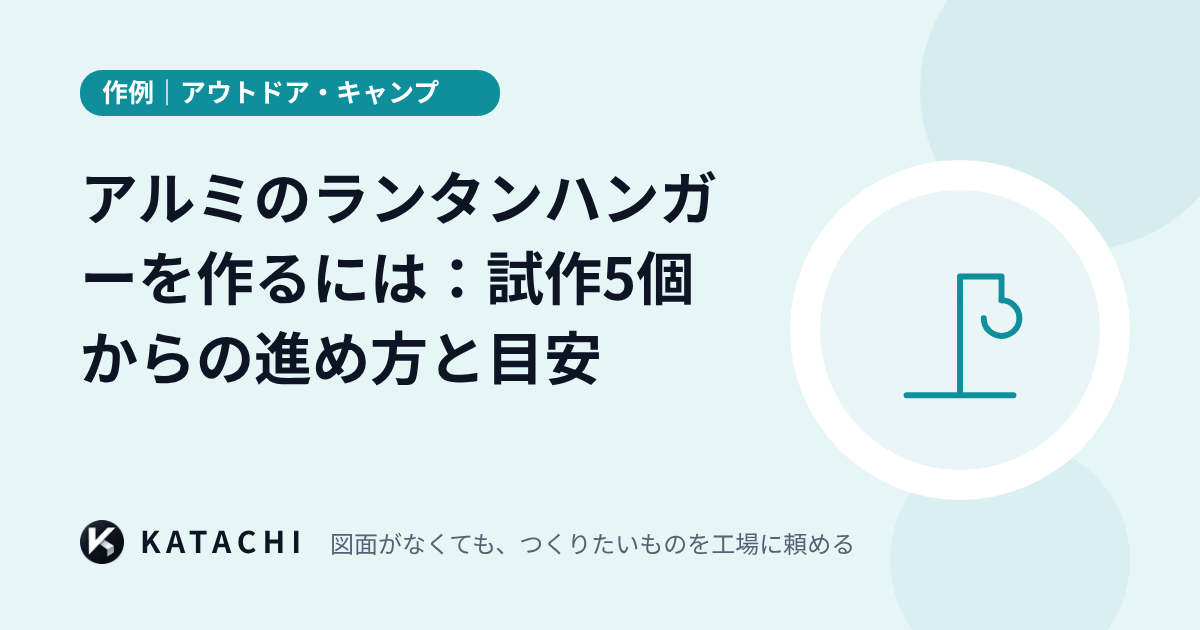 作例｜アウトドア・キャンプ
アルミのランタンハンガ
ーを作るには：試作5個
からの進め方と目安
KATACHI 図面がなくても、つくりたいものを工場に頼める